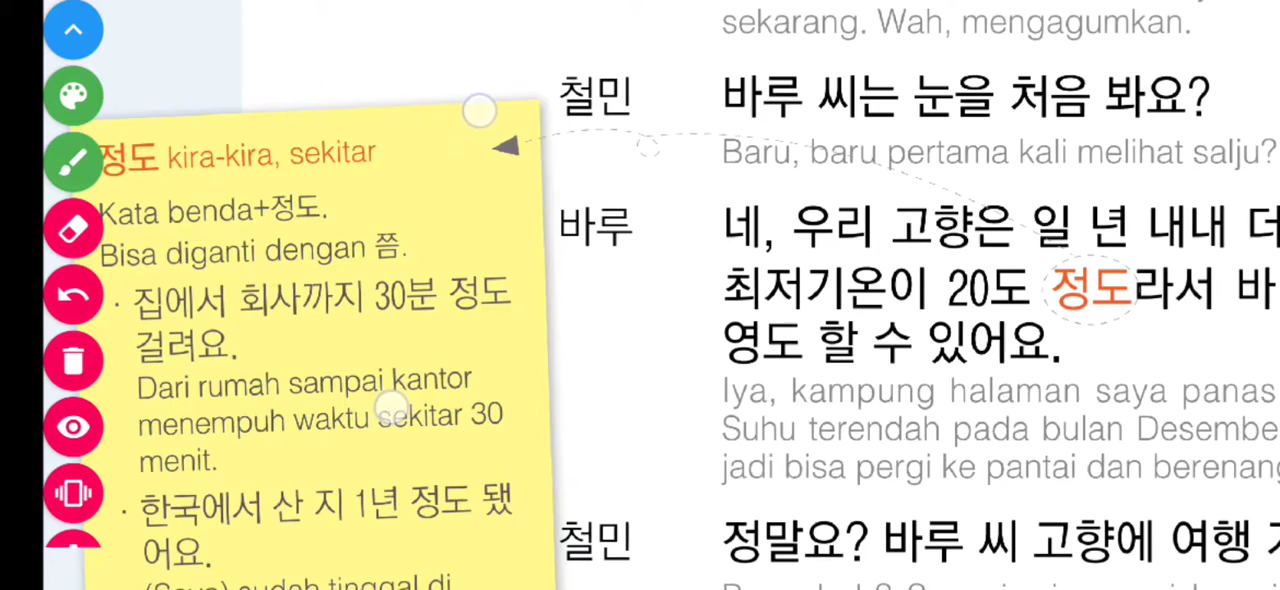 sekarang. Wah, mengagumkan.
철민 바루 씨는 눈을 처음 봐요?
Baru, baru pertama kali melihat salju?
바루 네, 우리 고향은 일 년 내내 더
최저기온이 20도 정도라서 바
영도 할 수 있어요.
Iya, kampung halaman saya panas
Suhu terendah pada bulan Desembe
jadi bisa pergi ke pantai dan berenang
철민 정말요? 바루 씨 고향에 여행
정도 kira-kira, sekitar
Kata benda+정도.
Bisa diganti dengan 쯤.
· 집에서 회사까지 30분 정도
걸려요.
Dari rumah sampai kantor
menempuh waktu sekitar 30
menit.
· 한국에서 산 지 1년 정도 됐
어요.
(Saya) sudah tinggal di